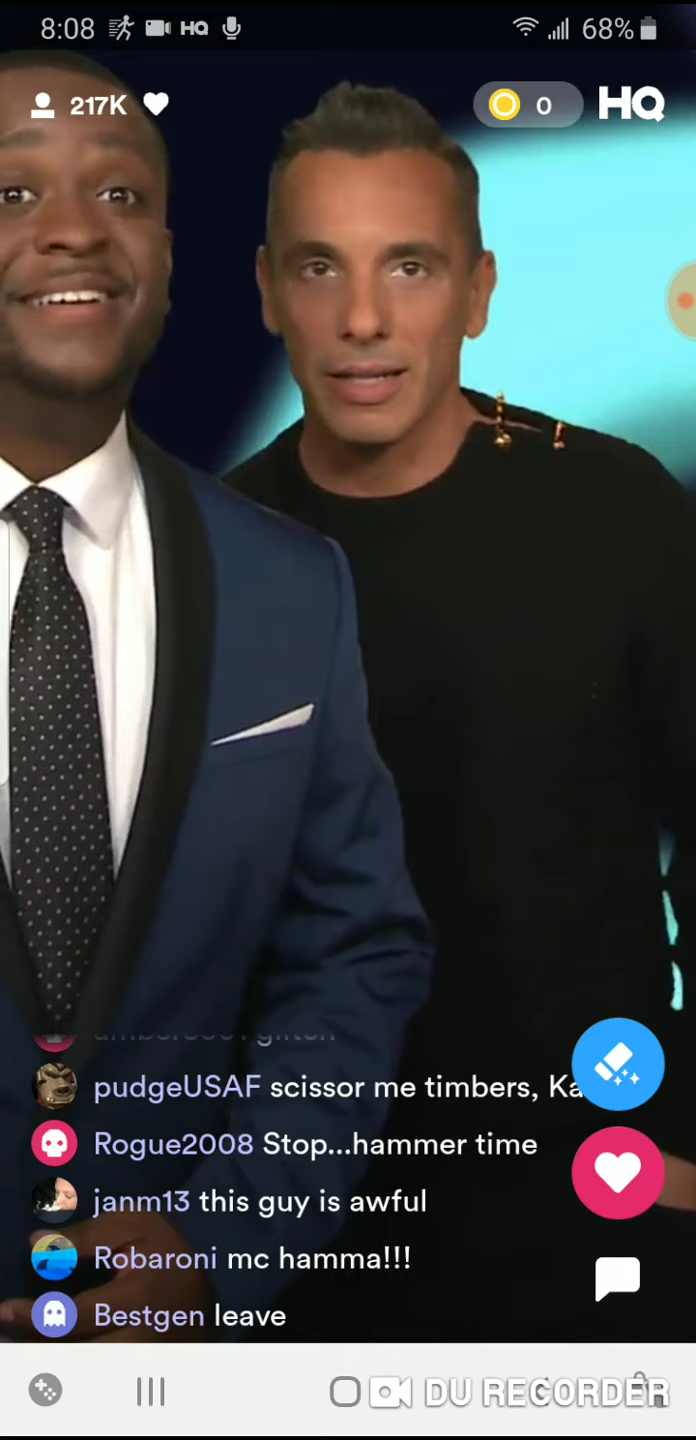 8:08 HQ 68%
217K 0 HQ
pudgeUSAF scissor me timbers, Ka
Rogue2008 Stop...hammer time
janm13 this guy is awful
Robaroni mc hamma!!!
Bestgen leave
DU RECORDER